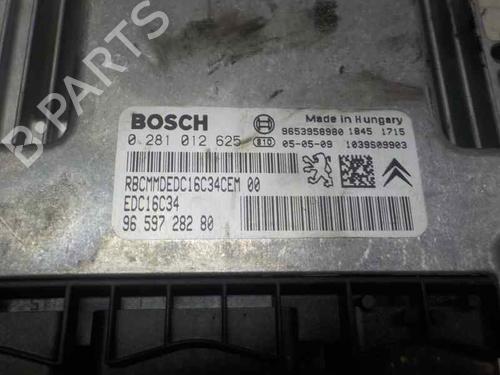 BOSCH
0 281 012 625
B10
Made in Hungary
9653958980 1845 1715
05-05-09 1039S09903
RBCMMDEDC16C34CEM 00
EDC16C34
96 597 282 80
B-PARTS